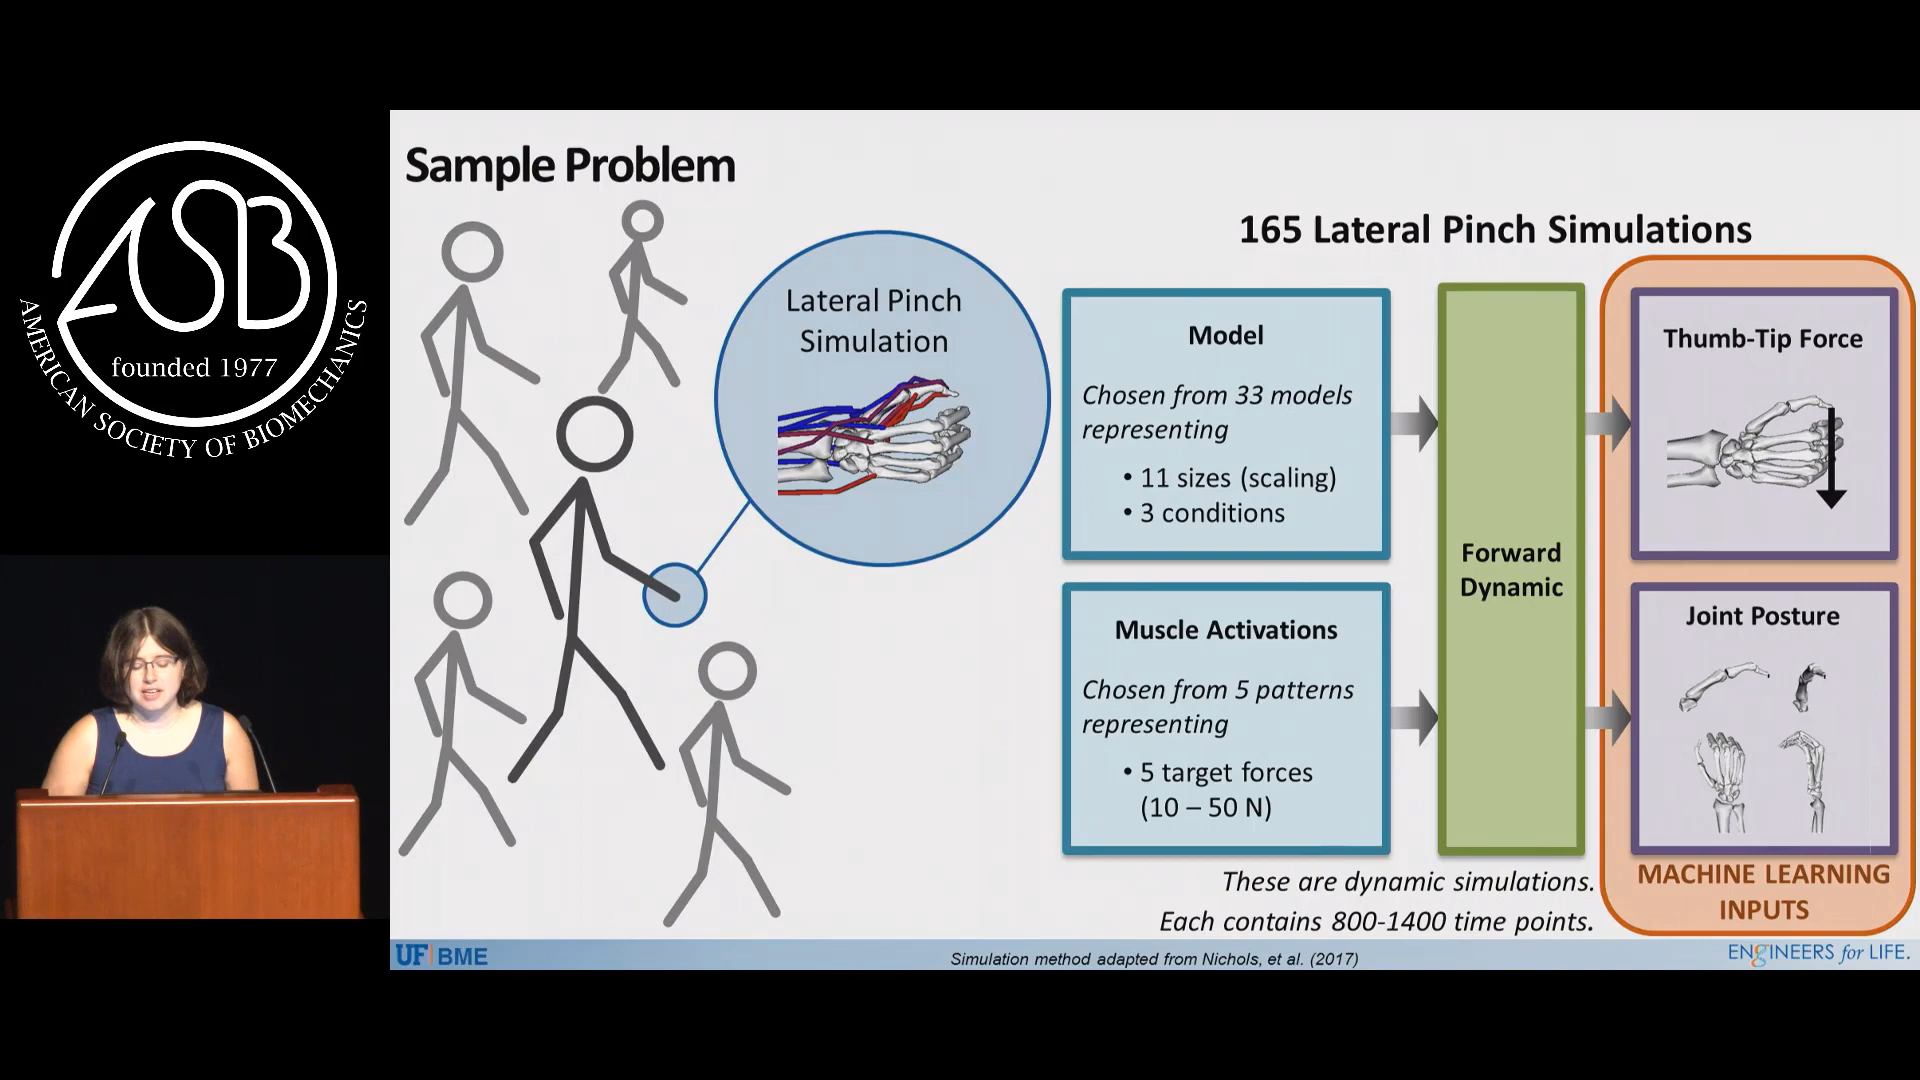 ASB
founded 1977
AMERICAN SOCIETY OF BIOMECHANICS
Sample Problem
Lateral Pinch
Simulation
165 Lateral Pinch Simulations
Model
Chosen from 33 models
representing
• 11 sizes (scaling)
• 3 conditions
Muscle Activations
Chosen from 5 patterns
representing
• 5 target forces
(10 – 50 N)
Forward
Dynamic
Thumb-Tip Force
Joint Posture
MACHINE LEARNING
INPUTS
These are dynamic simulations.
Each contains 800-1400 time points.
UF BME
Simulation method adapted from Nichols, et al. (2017)
ENGINEERS for LIFE.